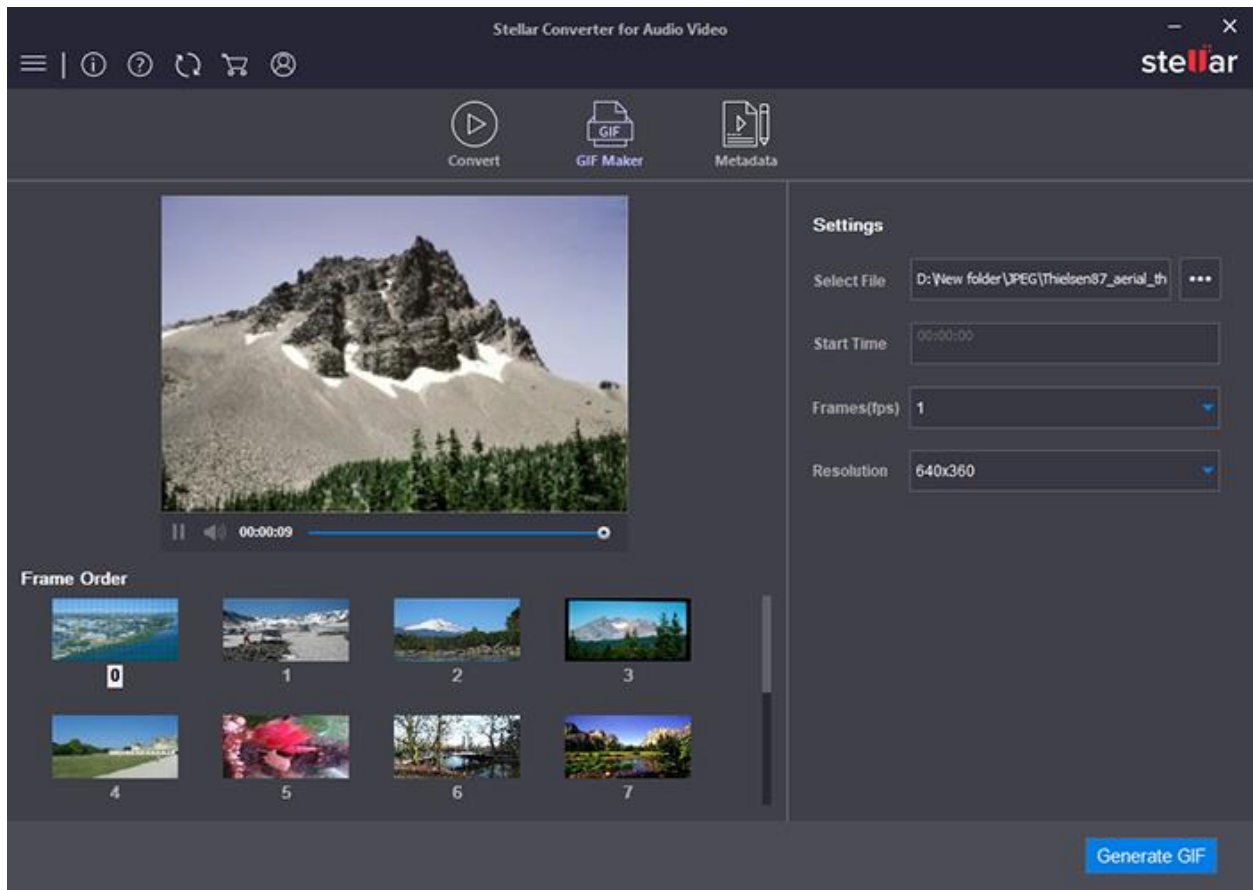 Stellar Converter for Audio Video
stellar
Convert
GIF
GIF Maker
Metadata
Settings
Select File
D:\New folder\JPEG\Thielsen87_aerial_th
Start Time
00:00:00
Frames(fps)
1
Resolution
640x360
00:00:09
Frame Order
0
1
2
3
4
5
6
7
Generate GIF